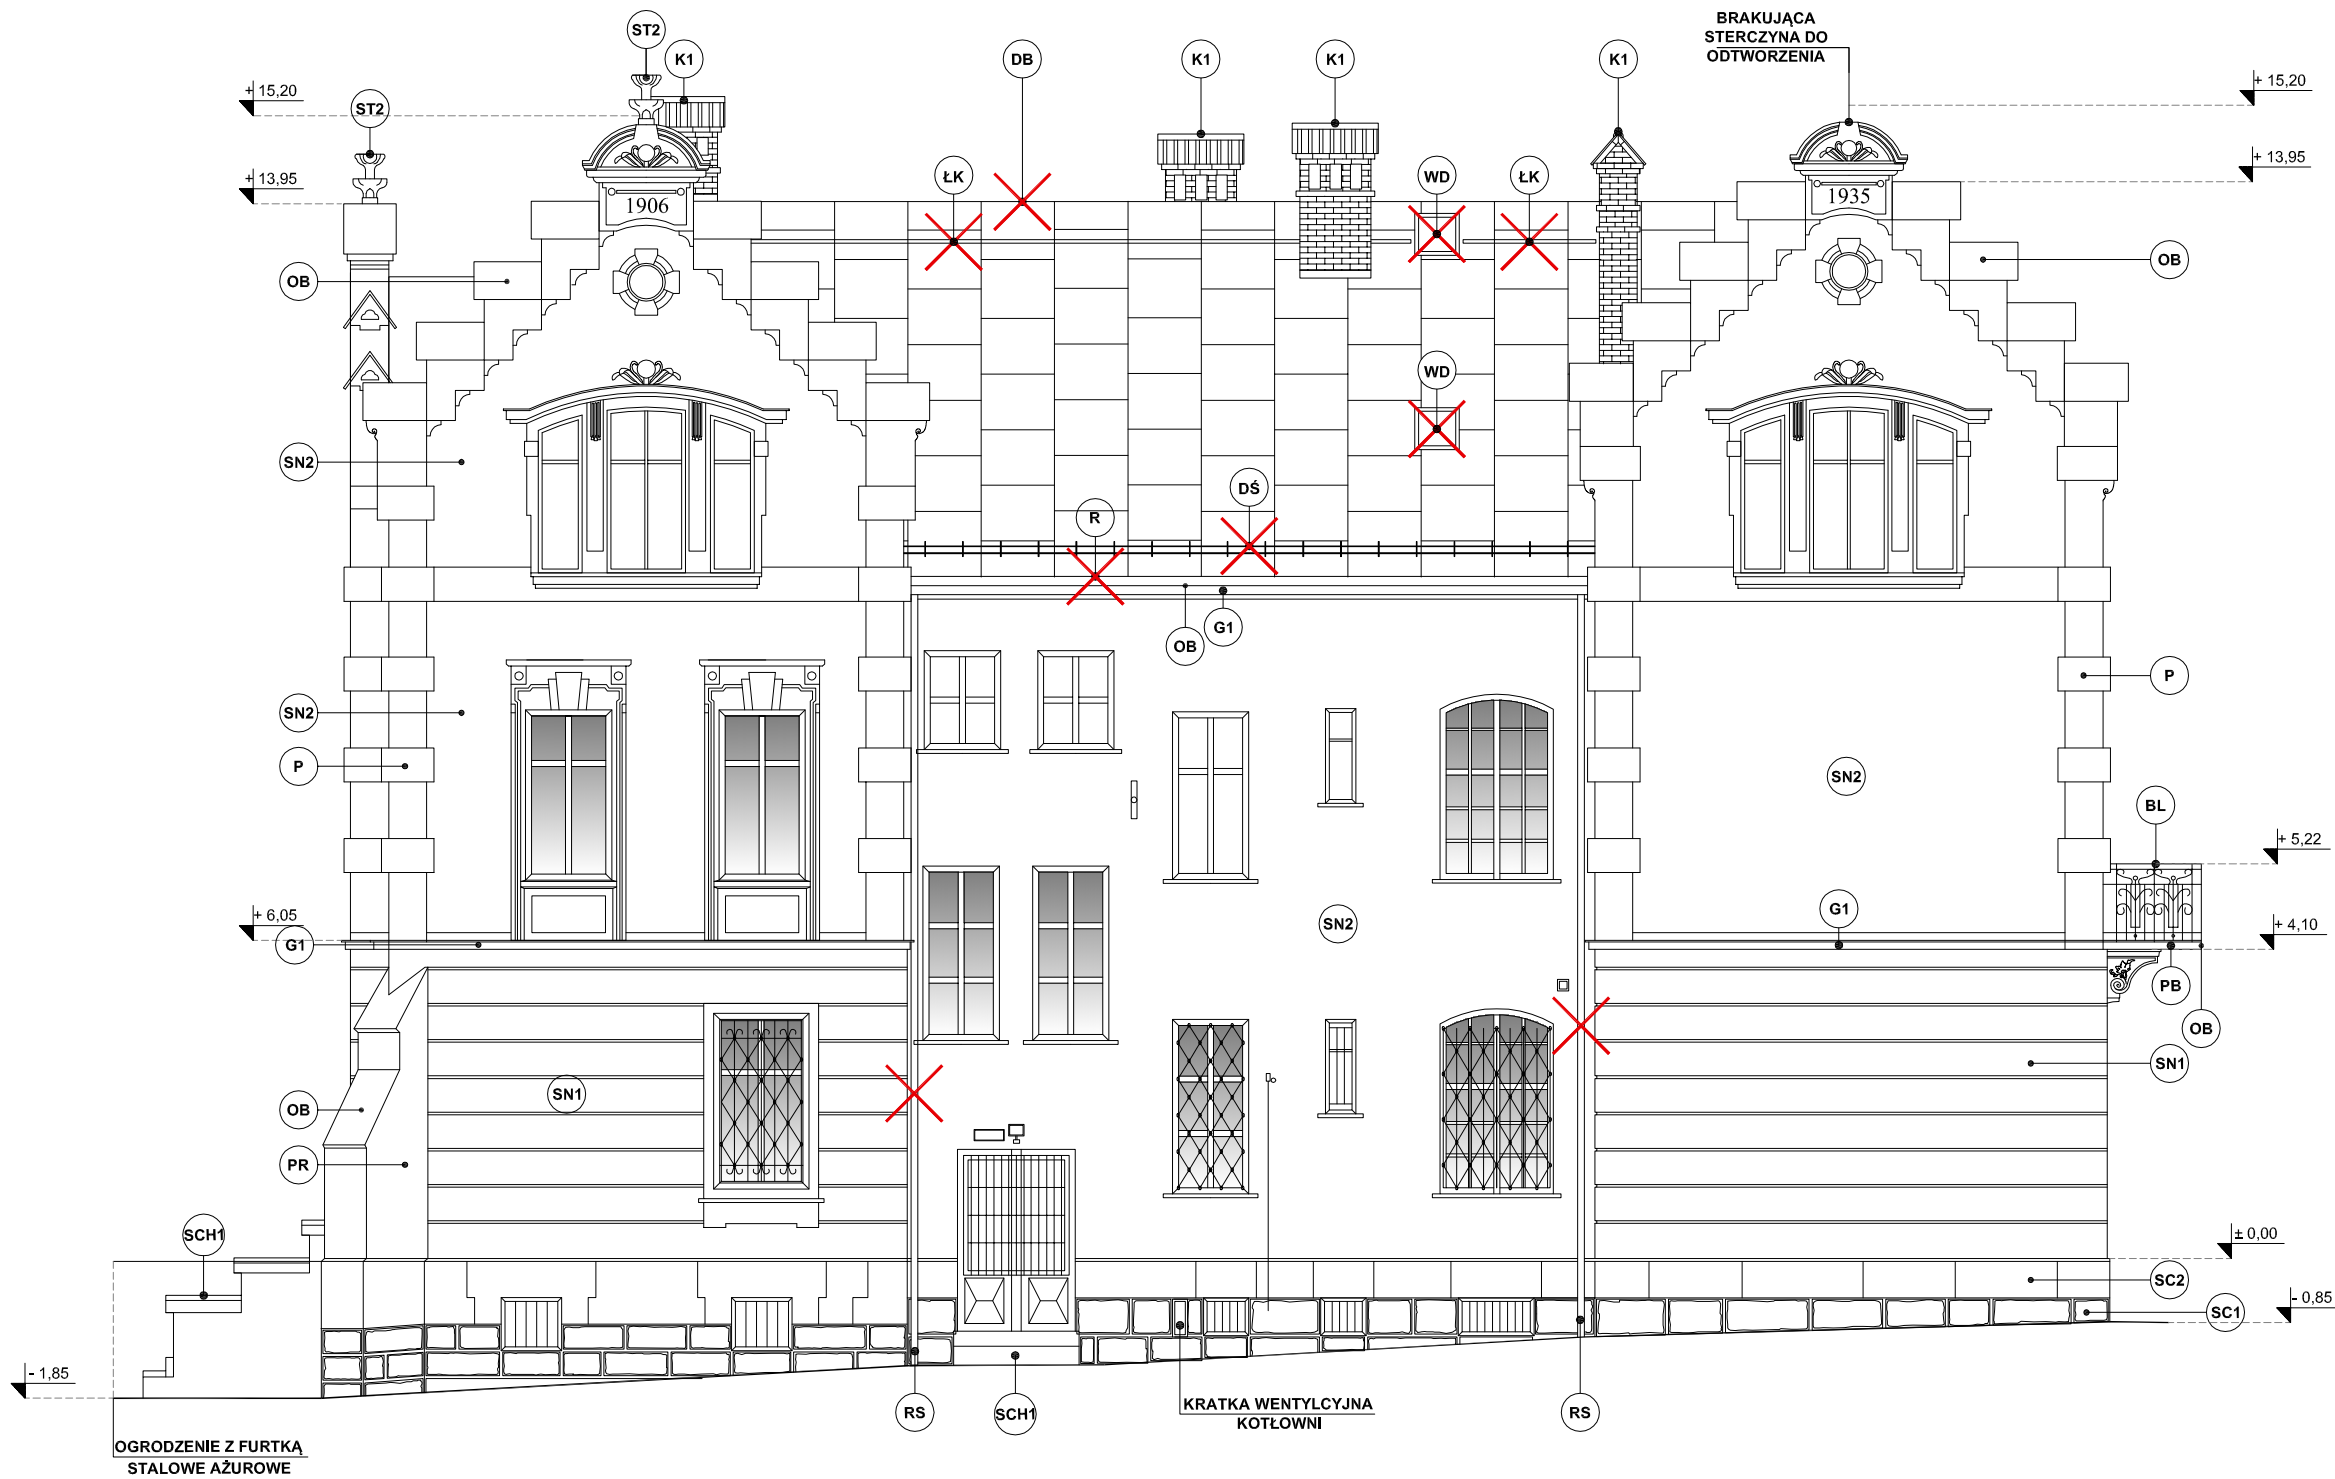 BRAKUJĄCA
STERCZYNA DO
ODTWORZENIA
ST2
K1
DB
K1
K1
K1
+ 15,20
+ 15,20
ST2
+ 13,95
+ 13,95
ŁK
WD
ŁK
1906
1935
OB
OB
WD
SN2
DŚ
R
G1
OB
P
SN2
P
SN2
BL
+ 5,22
+ 6,05
G1
SN2
G1
+ 4,10
PB
OB
SN1
SN1
OB
PR
SCH1
± 0,00
SC2
- 0,85
SC1
- 1,85
RS
SCH1
KRATKA WENTYLCYJNA
KOTŁOWNI
RS
OGRODZENIE Z FURTKĄ
STALOWE AŻUROWE